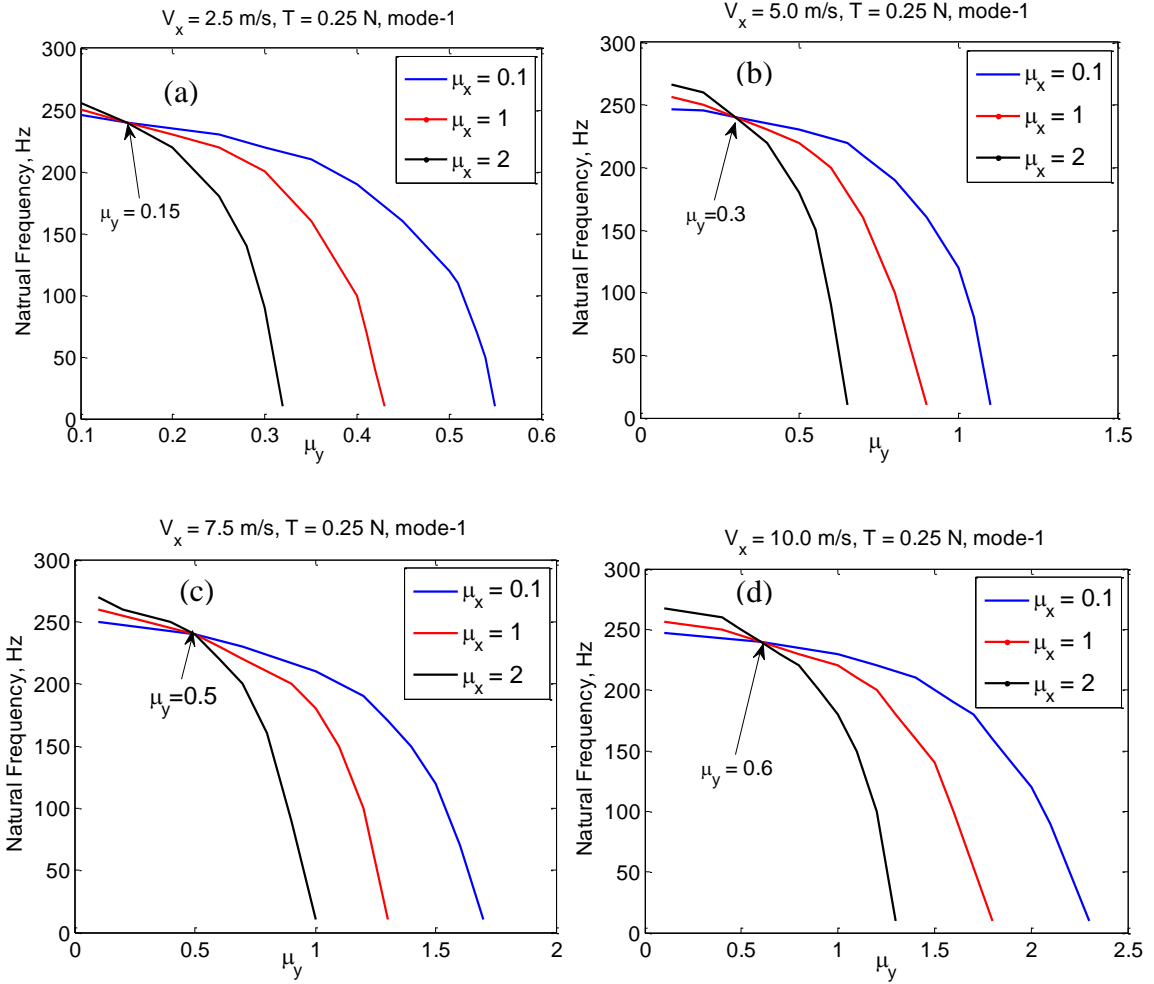 V_x = 2.5 m/s, T = 0.25 N, mode-1
(a)
μ_x = 0.1
μ_x = 1
μ_x = 2
μ_y = 0.15
Natrual Frequency, Hz
300
250
200
150
100
50
0
0.1 0.2 0.3 0.4 0.5 0.6
μ_y
V_x = 5.0 m/s, T = 0.25 N, mode-1
(b)
μ_x = 0.1
μ_x = 1
μ_x = 2
μ_y=0.3
Natural Frequency, Hz
300
250
200
150
100
50
0
0 0.5 1 1.5
μ_y
V_x = 7.5 m/s, T = 0.25 N, mode-1
(c)
μ_x = 0.1
μ_x = 1
μ_x = 2
μ_y=0.5
Natural Frequency, Hz
300
250
200
150
100
50
0
0 0.5 1 1.5 2
μ_y
V_x = 10.0 m/s, T = 0.25 N, mode-1
(d)
μ_x = 0.1
μ_x = 1
μ_x = 2
μ_y = 0.6
Natural Frequency, Hz
300
250
200
150
100
50
0
0 0.5 1 1.5 2 2.5
μ_y